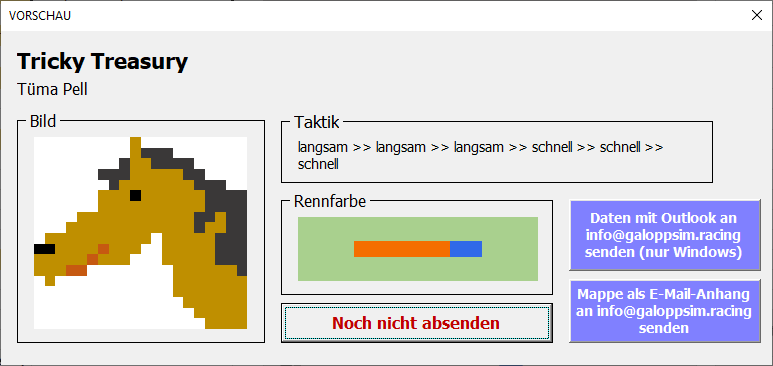 VORSCHAU
Tricky Treasury
Tüma Pell
Bild
Taktik
langsam >> langsam >> langsam >> schnell >> schnell >>
schnell
Rennfarbe
Noch nicht absenden
Daten mit Outlook an
info@galoppsim.racing
senden (nur Windows)
Mappe als E-Mail-Anhang
an info@galoppsim.racing
senden